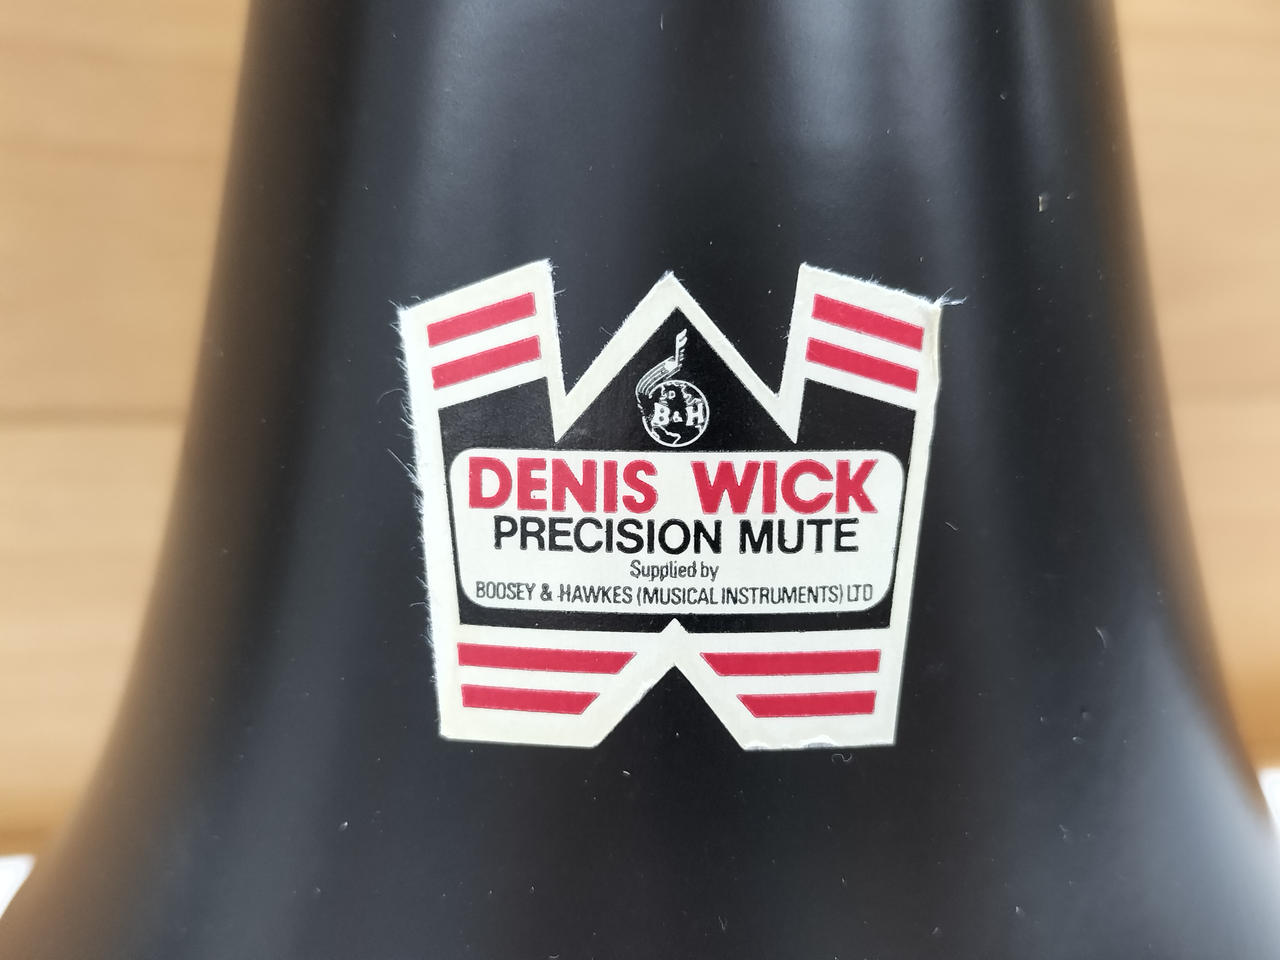 B&H
DENIS WICK
PRECISION MUTE
Supplied by
BOOSEY & HAWKES (MUSICAL INSTRUMENTS) LTD